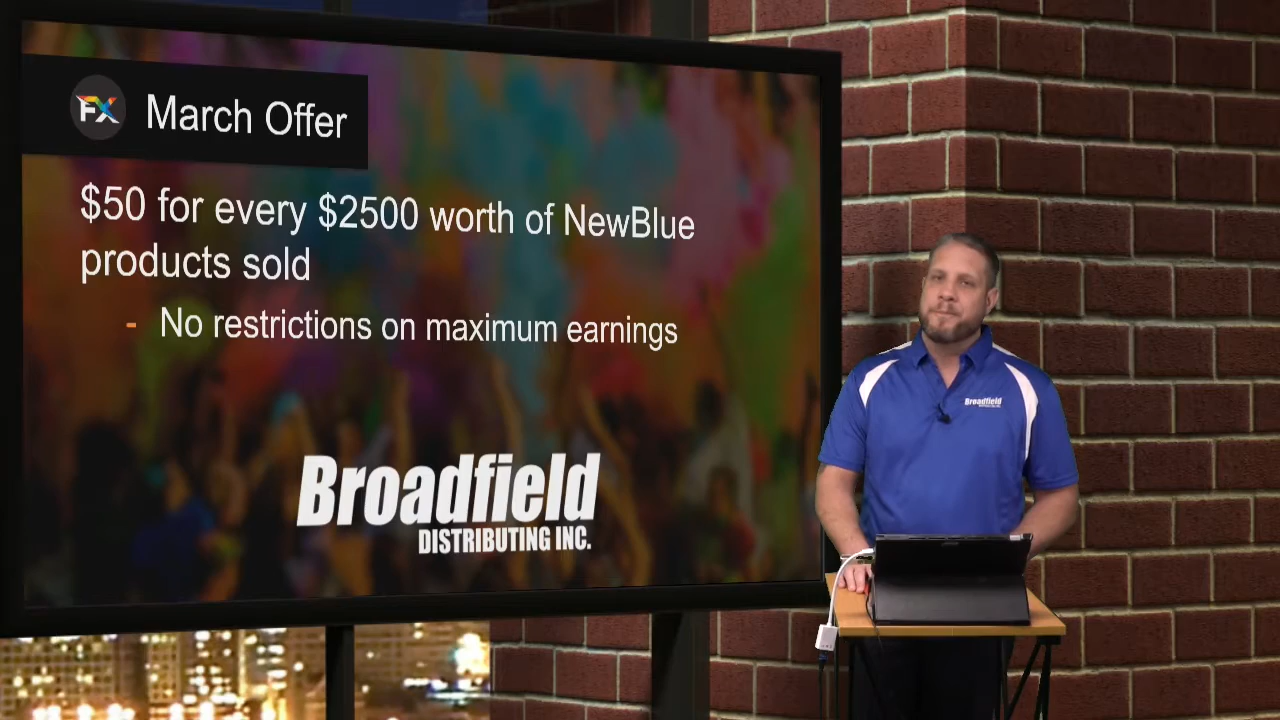 FX March Offer
$50 for every $2500 worth of NewBlue
products sold
- No restrictions on maximum earnings
Broadfield
DISTRIBUTING INC.
Broadfield